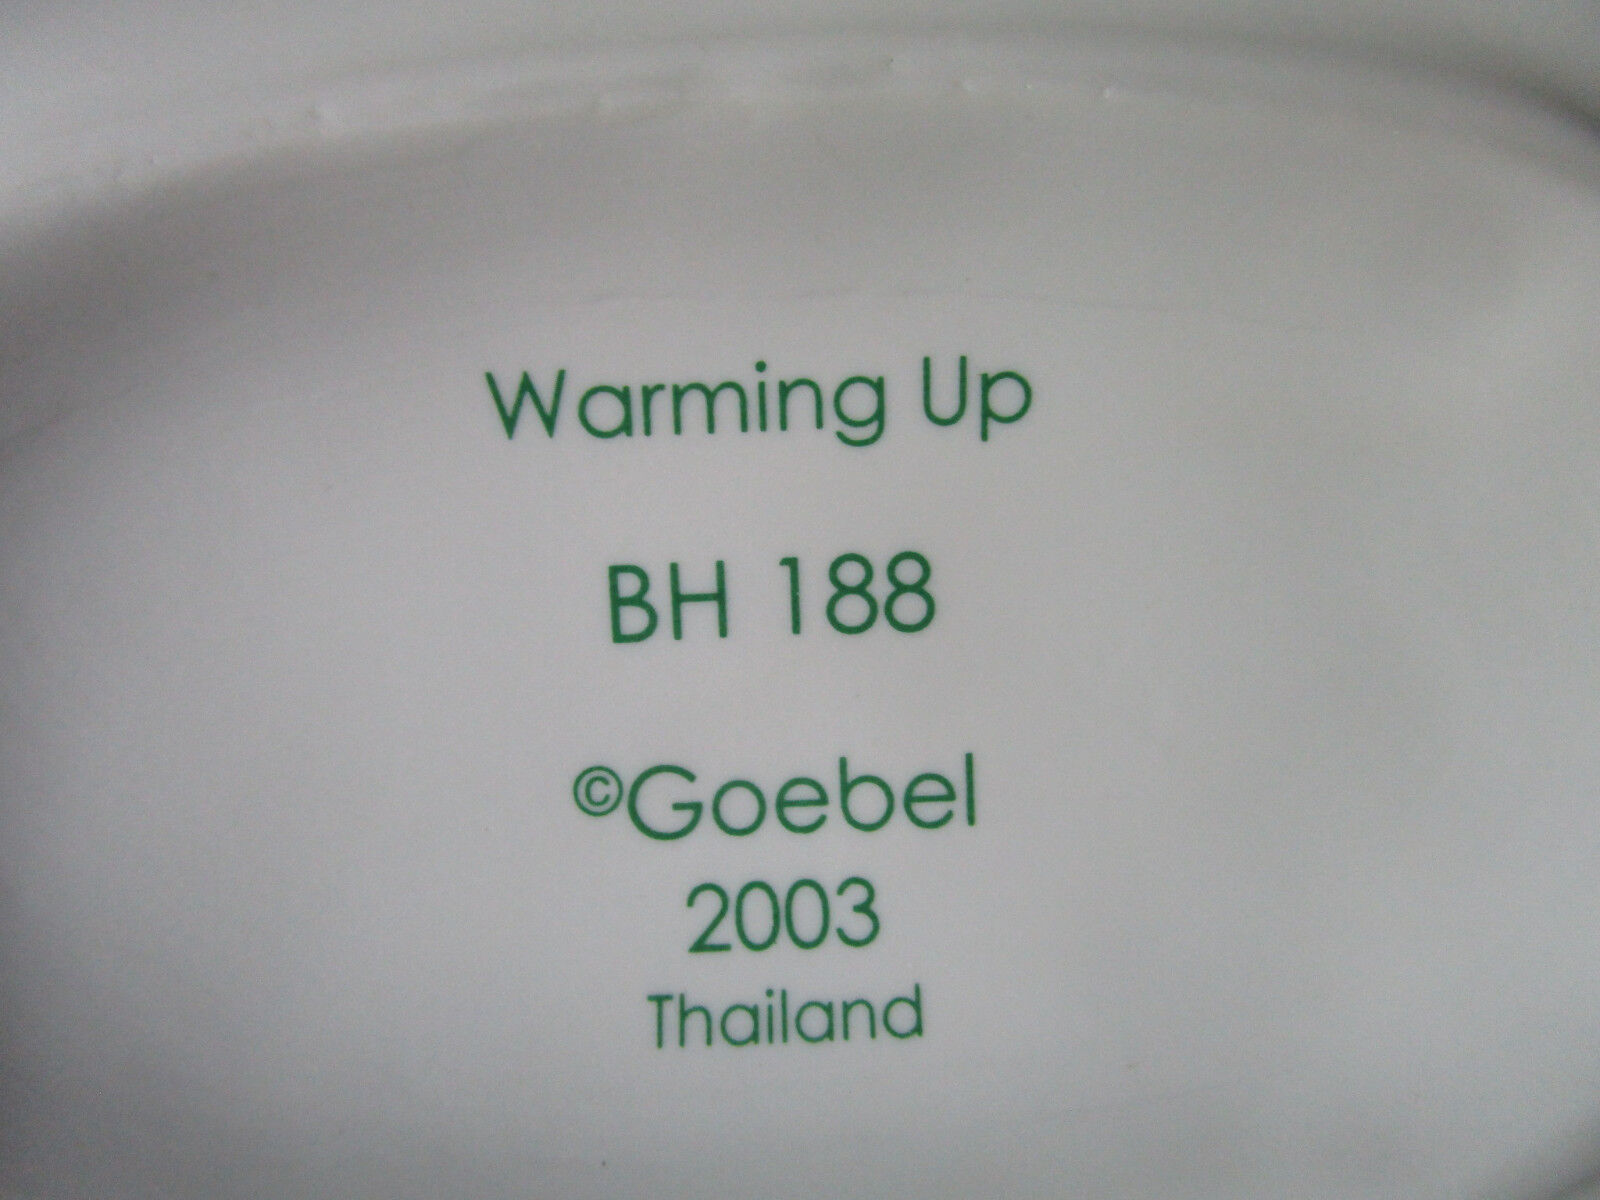 Warming Up
BH 188
©Goebel
2003
Thailand